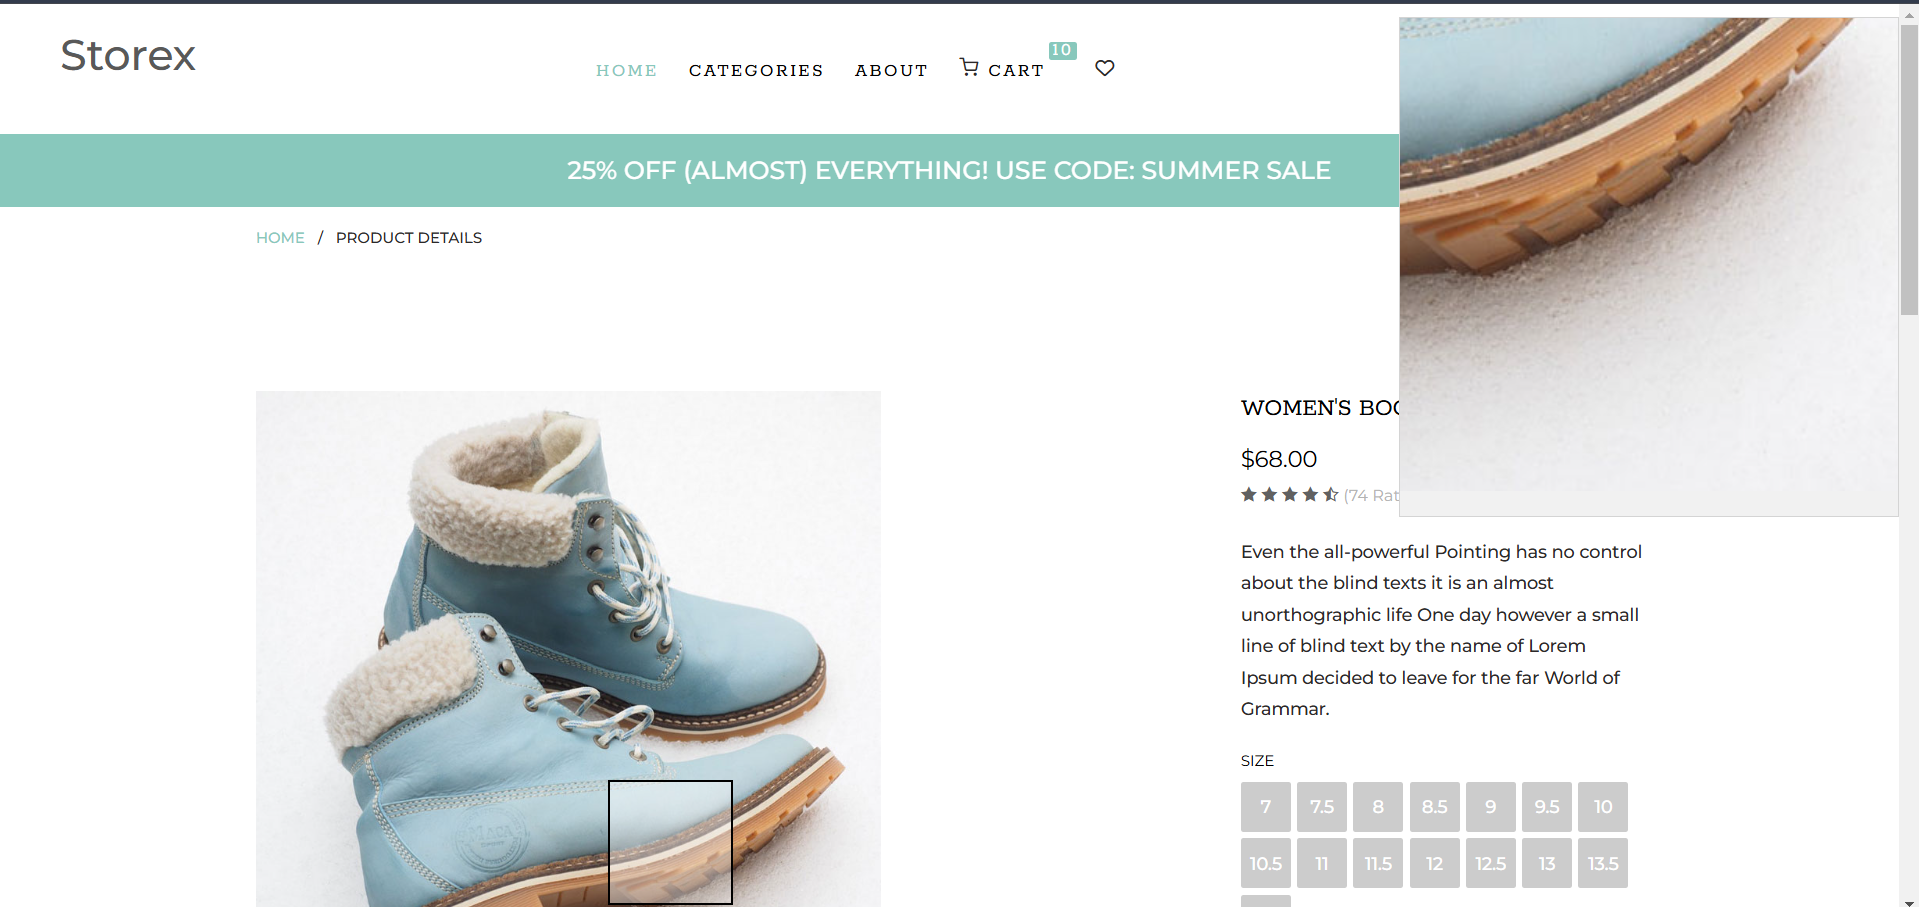 Storex
HOME CATEGORIES ABOUT CART 10
25% OFF (ALMOST) EVERYTHING! USE CODE: SUMMER SALE
HOME / PRODUCT DETAILS
WOMEN'S
$68.00
(74
Even the all-powerful Pointing has no control
about the blind texts it is an almost
unorthographic life One day however a small
line of blind text by the name of Lorem
Ipsum decided to leave for the far World of
Grammar.
SIZE
7 7.5 8 8.5 9 9.5 10
10.5 11 11.5 12 12.5 13 13.5